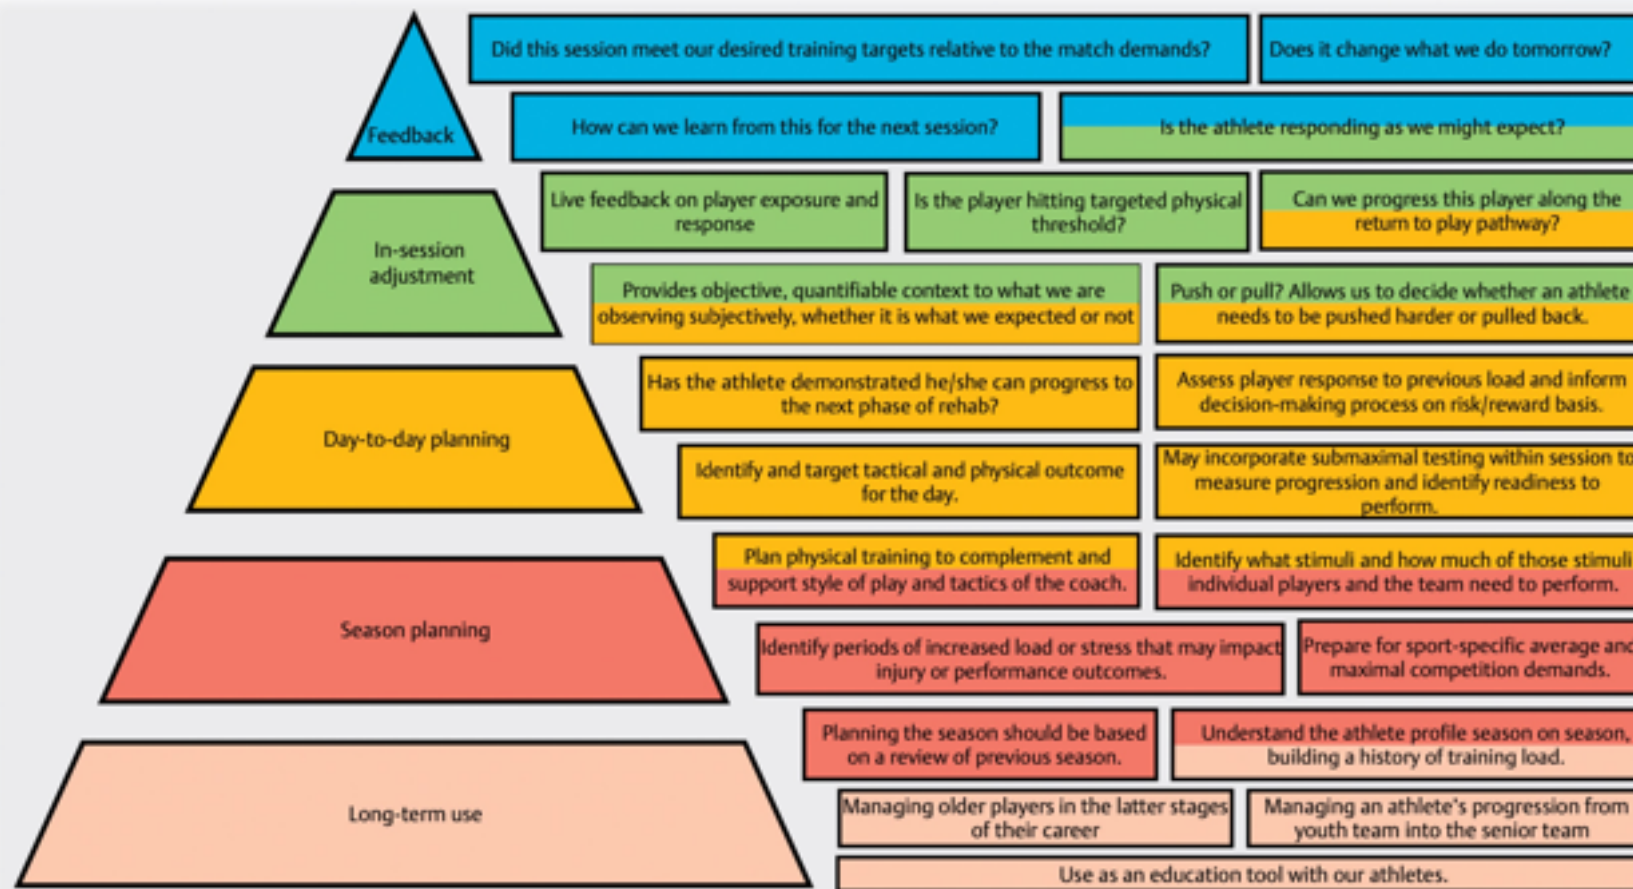 Did this session meet our desired training targets relative to the match demands?
Does it change what we do tomorrow?
Feedback
How can we learn from this for the next session?
Is the athlete responding as we might expect?
In-session
adjustment
Live feedback on player exposure and
response
Is the player hitting targeted physical
threshold?
Can we progress this player along the
return to play pathway?
Provides objective, quantifiable context to what we are
observing subjectively, whether it is what we expected or not
Push or pull? Allows us to decide whether an athlete
needs to be pushed harder or pulled back.
Day-to-day planning
Has the athlete demonstrated he/she can progress to
the next phase of rehab?
Assess player response to previous load and inform
decision-making process on risk/reward basis.
Identify and target tactical and physical outcome
for the day.
May incorporate submaximal testing within session to
measure progression and identify readiness to
perform.
Season planning
Plan physical training to complement and
support style of play and tactics of the coach.
Identify what stimuli and how much of those stimuli
individual players and the team need to perform.
Identify periods of increased load or stress that may impact
injury or performance outcomes.
Prepare for sport-specific average and
maximal competition demands.
Planning the season should be based
on a review of previous season.
Understand the athlete profile season on season,
building a history of training load.
Long-term use
Managing older players in the latter stages
of their career
Managing an athlete's progression from
youth team into the senior team
Use as an education tool with our athletes.